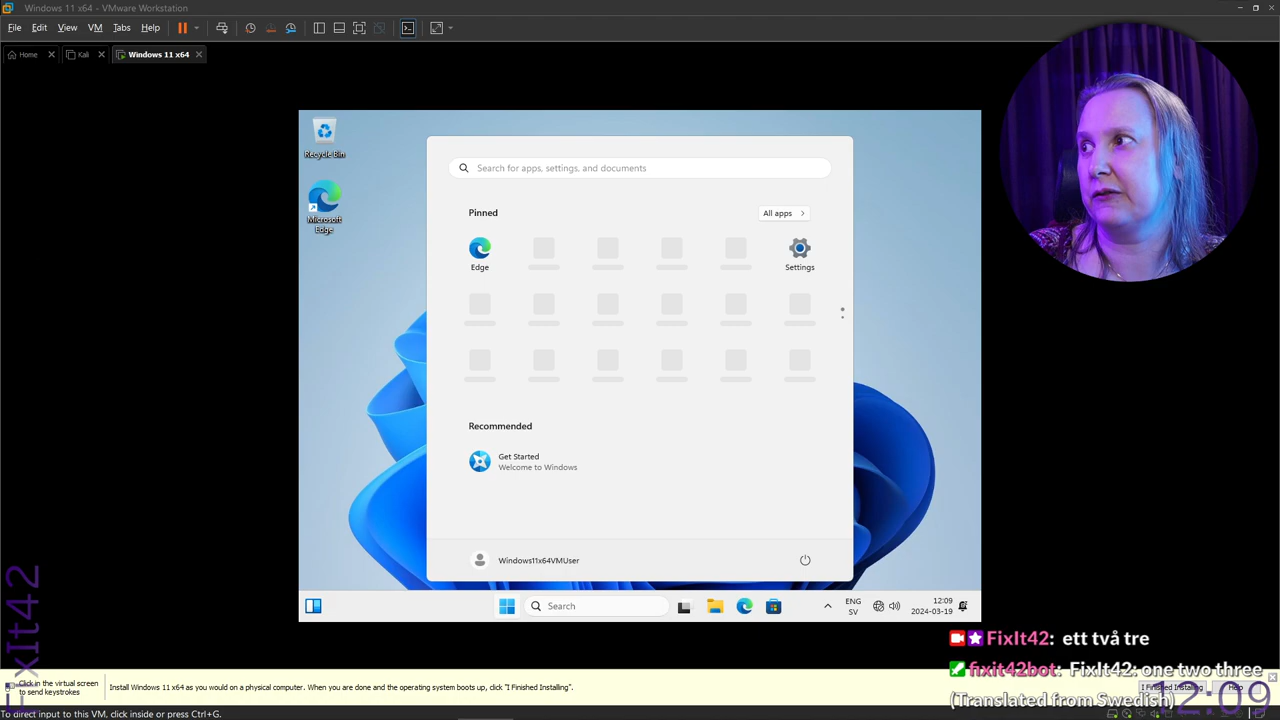 Windows 11 x64 - VMware Workstation
File Edit View VM Tabs Help
Home Kali Windows 11 x64
Recycle Bin
Microsoft
Edge
Search for apps, settings, and documents
Pinned All apps
Edge Settings
Recommended
Get Started
Welcome to Windows
Windows11x64VMUser
Search
ENG
SV
12:09
2024-03-19
FixIt42: ett två tre
fixit42bot: FixIt42: one two three
(Translated from Swedish)
FixIt42
12:09
Click in the virtual screen
to send keystrokes
Install Windows 11 x64 as you would on a physical computer. When you are done and the operating system boots up, click "I Finished Installing".
I Finished Installing Help
To direct input to this VM, click inside or press Ctrl+G.